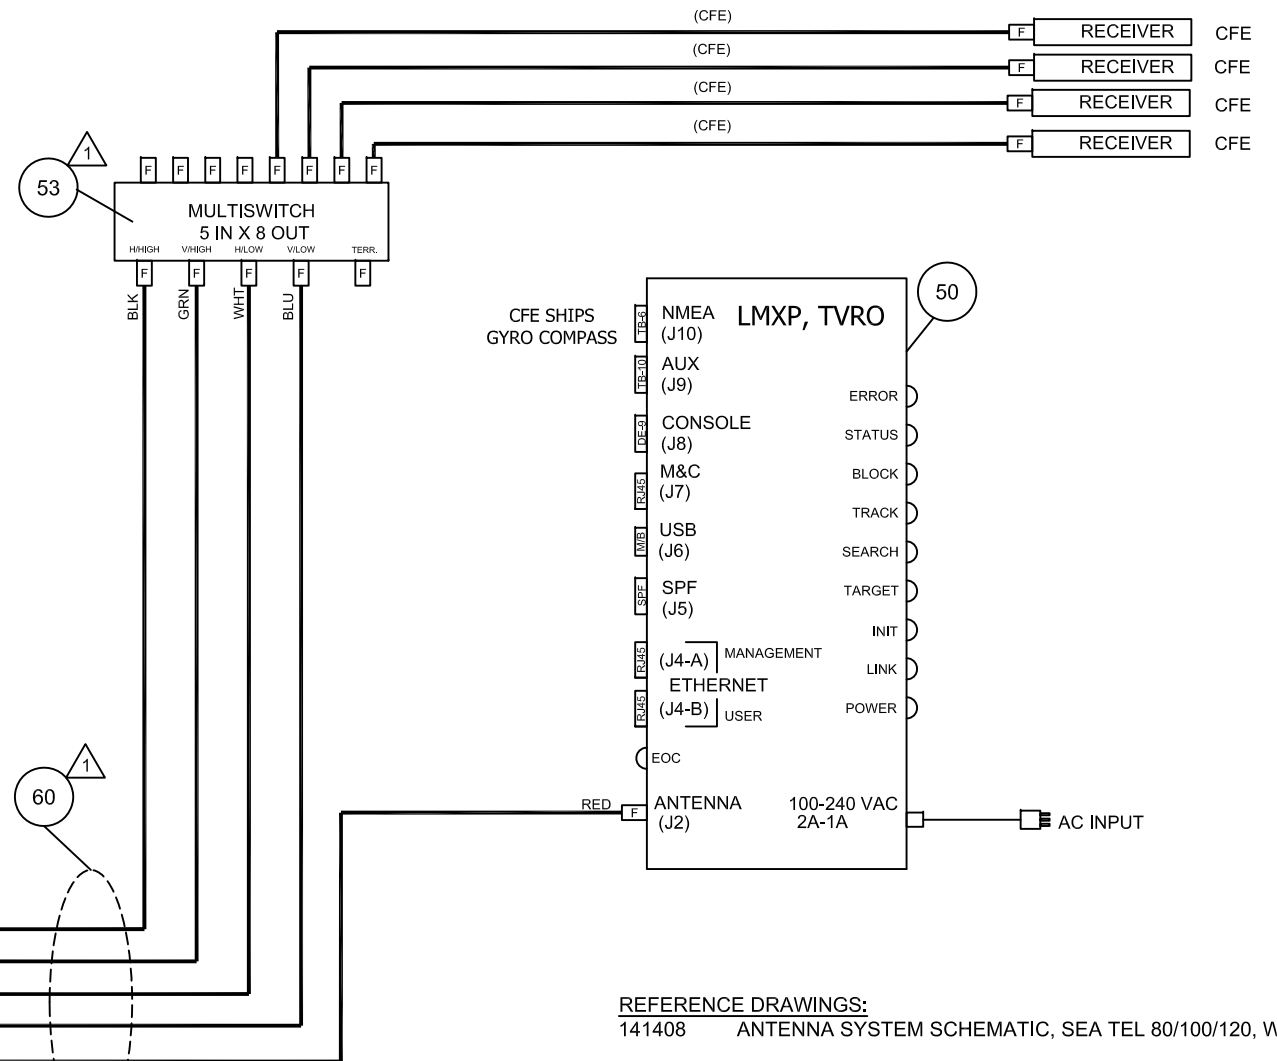 (CFE)
F RECEIVER CFE
(CFE)
F RECEIVER CFE
(CFE)
F RECEIVER CFE
(CFE)
F RECEIVER CFE
1
53
F F F F F F F F
MULTISWITCH
5 IN X 8 OUT
H/HIGH V/HIGH H/LOW V/LOW TERR.
F F F F F
BLK GRN WHT BLU
CFE SHIPS
GYRO COMPASS
50
LMXP, TVRO
TB-6 NMEA
(J10)
TB-10 AUX
(J9)
DE-9 CONSOLE
(J8)
RJ45 M&C
(J7)
M/B USB
(J6)
SPF SPF
(J5)
RJ45 (J4-A) MANAGEMENT
ETHERNET
RJ45 (J4-B) USER
EOC
RED F ANTENNA
(J2)
ERROR
STATUS
BLOCK
TRACK
SEARCH
TARGET
INIT
LINK
POWER
100-240 VAC
2A-1A
AC INPUT
1
60
REFERENCE DRAWINGS:
141408 ANTENNA SYSTEM SCHEMATIC, SEA TEL 80/100/120, W